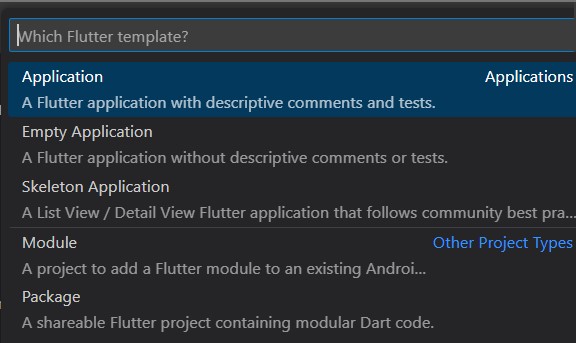 Which Flutter template?
Application Applications
A Flutter application with descriptive comments and tests.
Empty Application
A Flutter application without descriptive comments or tests.
Skeleton Application
A List View / Detail View Flutter application that follows community best pra...
Module Other Project Types
A project to add a Flutter module to an existing Androi...
Package
A shareable Flutter project containing modular Dart code.